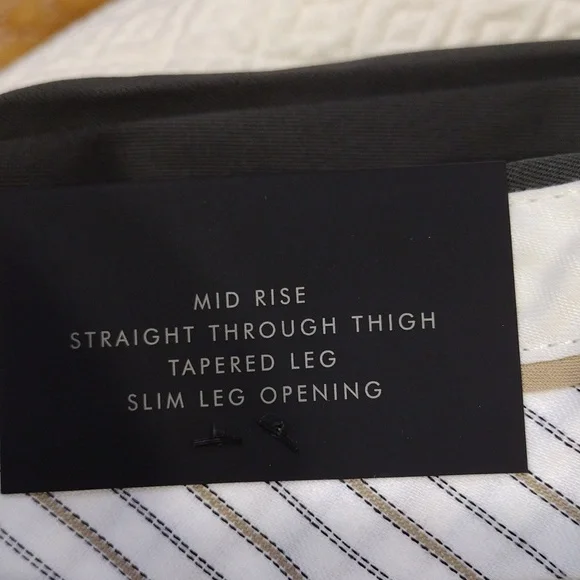 MID RISE
STRAIGHT THROUGH THIGH
TAPERED LEG
SLIM LEG OPENING